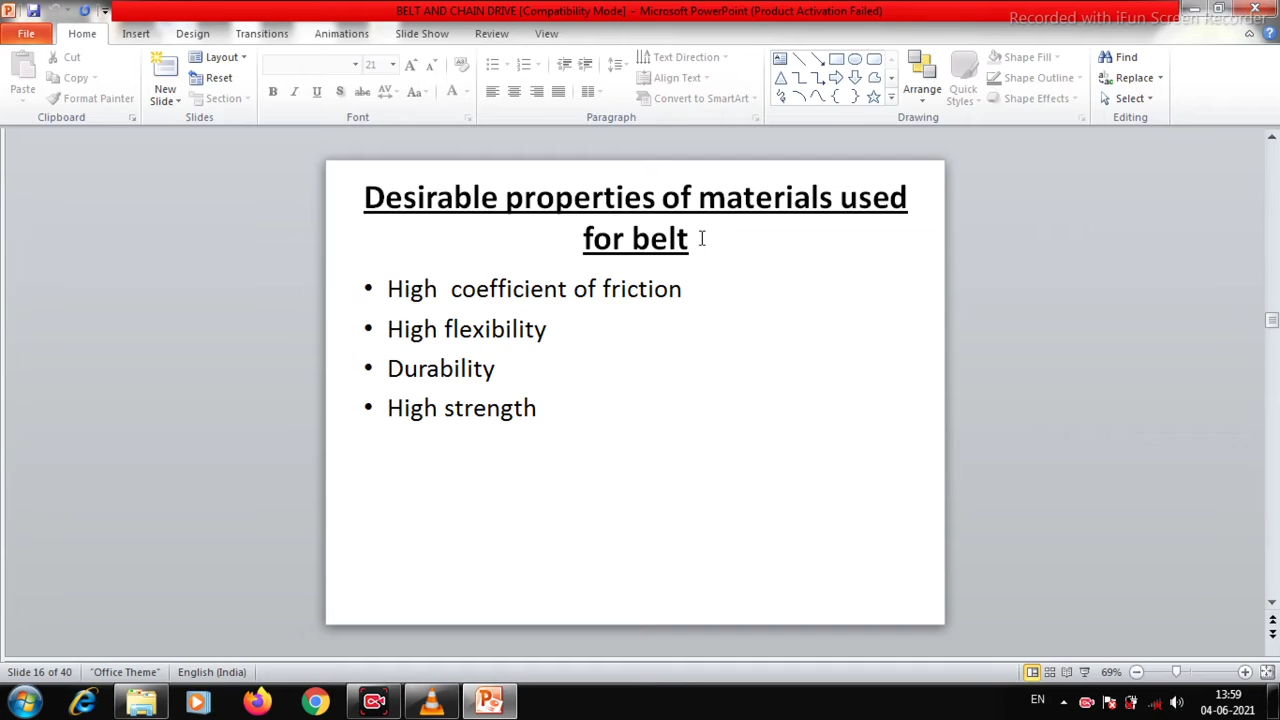 BELT AND CHAIN DRIVE [Compatibility Mode] - Microsoft PowerPoint (Product Activation Failed)
Recorded with iFun Screen Recorder
File Home Insert Design Transitions Animations Slide Show Review View
Paste
Cut
Copy
Format Painter
Clipboard
New
Slide
Layout
Reset
Section
Slides
21
B I U S abc AV Aa A
Font
Text Direction
Align Text
Convert to SmartArt
Paragraph
Arrange
Quick
Styles
Shape Fill
Shape Outline
Shape Effects
Drawing
Find
Replace
Select
Editing
Desirable properties of materials used
for belt
• High  coefficient of friction
• High flexibility
• Durability
• High strength
Slide 16 of 40 "Office Theme" English (India) 69%
EN 13:59
04-06-2021